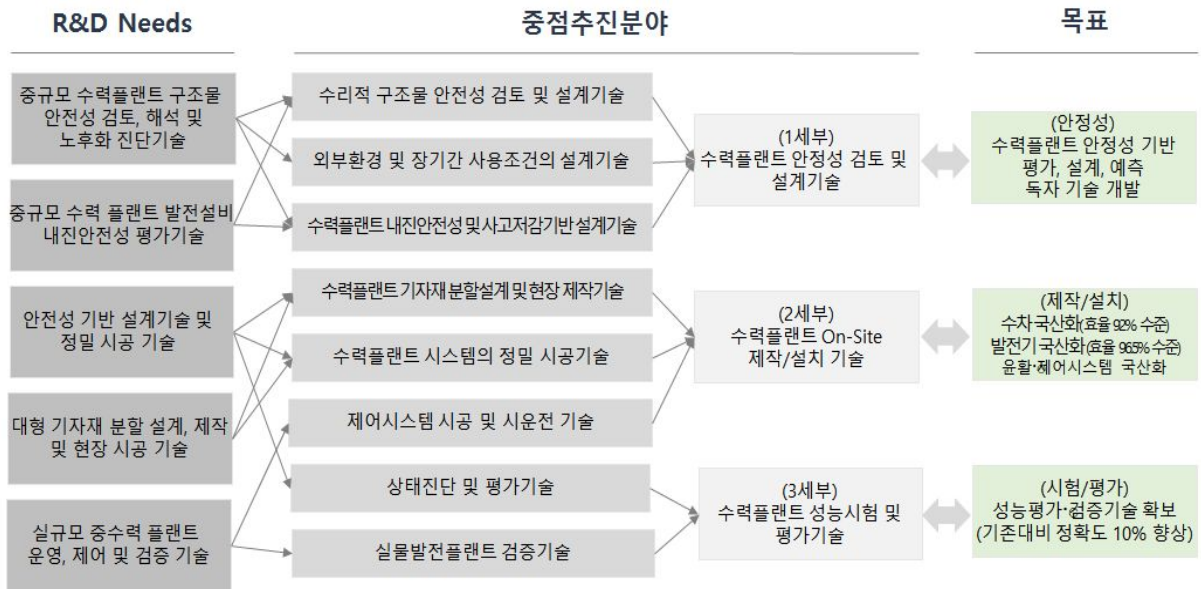 R&D Needs
중점추진분야
목표
중규모 수력플랜트 구조물
안전성 검토, 해석 및
노후화 진단기술
중규모 수력 플랜트 발전설비
내진안전성 평가기술
안전성 기반 설계기술 및
정밀 시공 기술
대형 기자재 분할 설계, 제작
및 현장 시공 기술
실규모 중수력 플랜트
운영, 제어 및 검증 기술
수리적 구조물 안전성 검토 및 설계기술
외부환경 및 장기간 사용조건의 설계기술
수력플랜트 내진안전성 및 사고저감기반 설계기술
수력플랜트 기자재 분할설계 및 현장 제작기술
수력플랜트 시스템의 정밀 시공기술
제어시스템 시공 및 시운전 기술
상태진단 및 평가기술
실물발전플랜트 검증기술
(1세부)
수력플랜트 안정성 검토 및
설계기술
(2세부)
수력플랜트 On-Site
제작/설치 기술
(3세부)
수력플랜트 성능시험 및
평가기술
(안정성)
수력플랜트 안정성 기반
평가, 설계, 예측
독자 기술 개발
(제작/설치)
수차 국산화(효율 92% 수준)
발전기 국산화(효율 96.5% 수준)
윤활·제어시스템 국산화
(시험/평가)
성능평가·검증기술 확보
(기존대비 정확도 10% 향상)